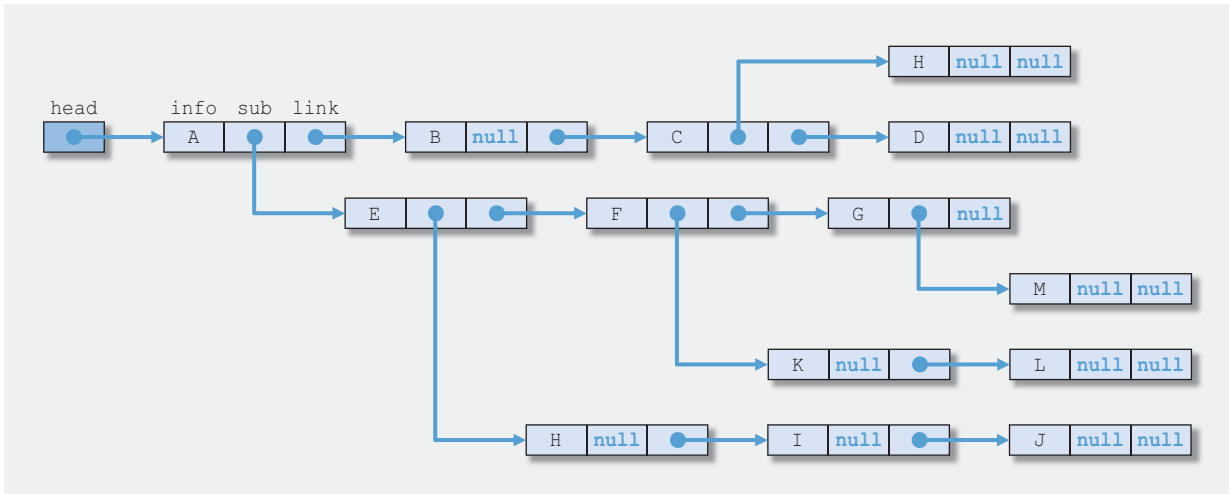 H null null
head info sub link
A B null C D null null
E F G null
M null null
K null L null null
H null I null J null null